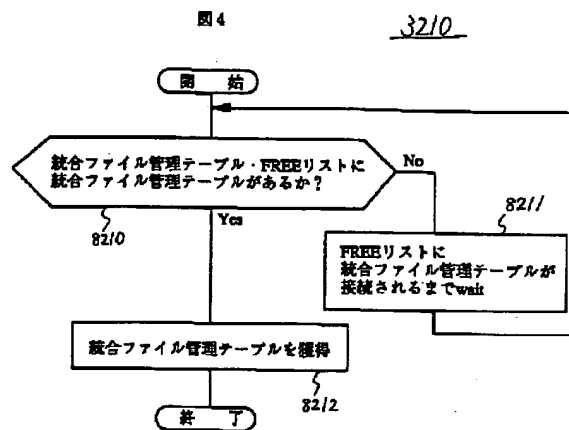 図4
3210
開 始
統合ファイル管理テーブル・FREEリストに
統合ファイル管理テーブルがあるか？
No
Yes
8210
8211
FREEリストに
統合ファイル管理テーブルが
接続されるまでwait
統合ファイル管理テーブルを獲得
8212
終 了